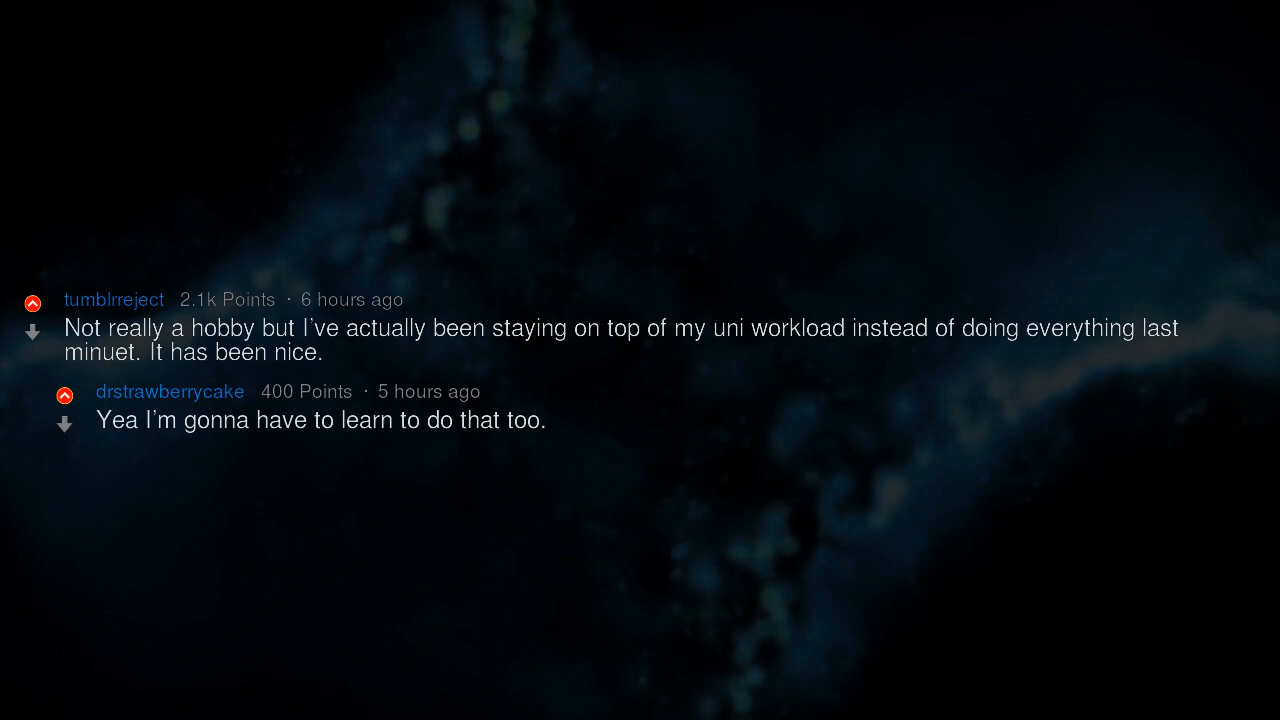 tumblrreject 2.1k Points · 6 hours ago
Not really a hobby but I've actually been staying on top of my uni workload instead of doing everything last
minuet. It has been nice.
drstrawberrycake 400 Points · 5 hours ago
Yea I'm gonna have to learn to do that too.